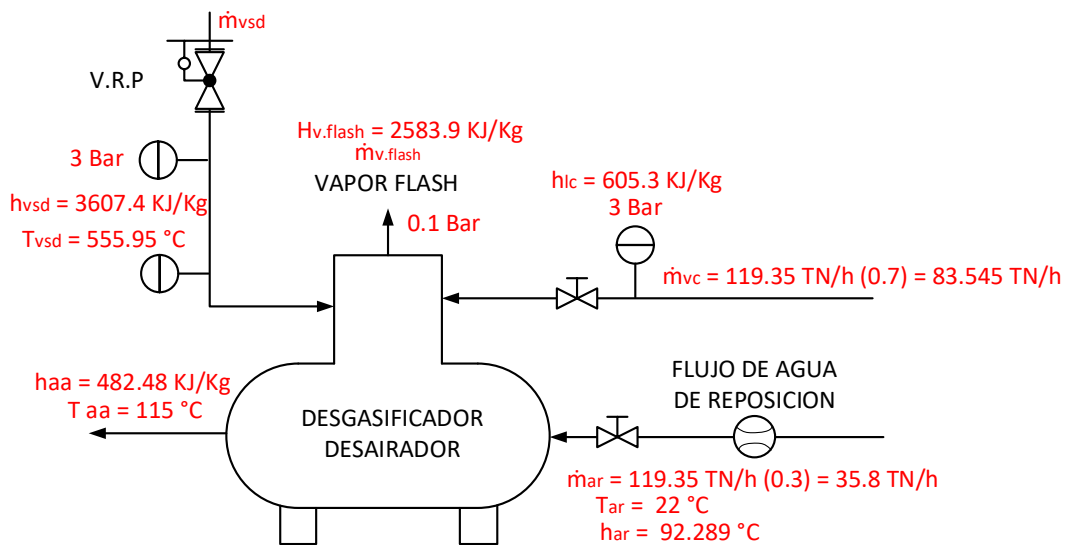 ṁvsd
V.R.P
3 Bar
hvsd = 3607.4 KJ/Kg
Tvsd = 555.95 °C
Hv.flash = 2583.9 KJ/Kg
ṁv.flash
VAPOR FLASH
0.1 Bar
hlc = 605.3 KJ/Kg
3 Bar
ṁvc = 119.35 TN/h (0.7) = 83.545 TN/h
haa = 482.48 KJ/Kg
T aa = 115 °C
DESGASIFICADOR
DESAIRADOR
FLUJO DE AGUA
DE REPOSICION
ṁar = 119.35 TN/h (0.3) = 35.8 TN/h
Tar = 22 °C
har = 92.289 °C